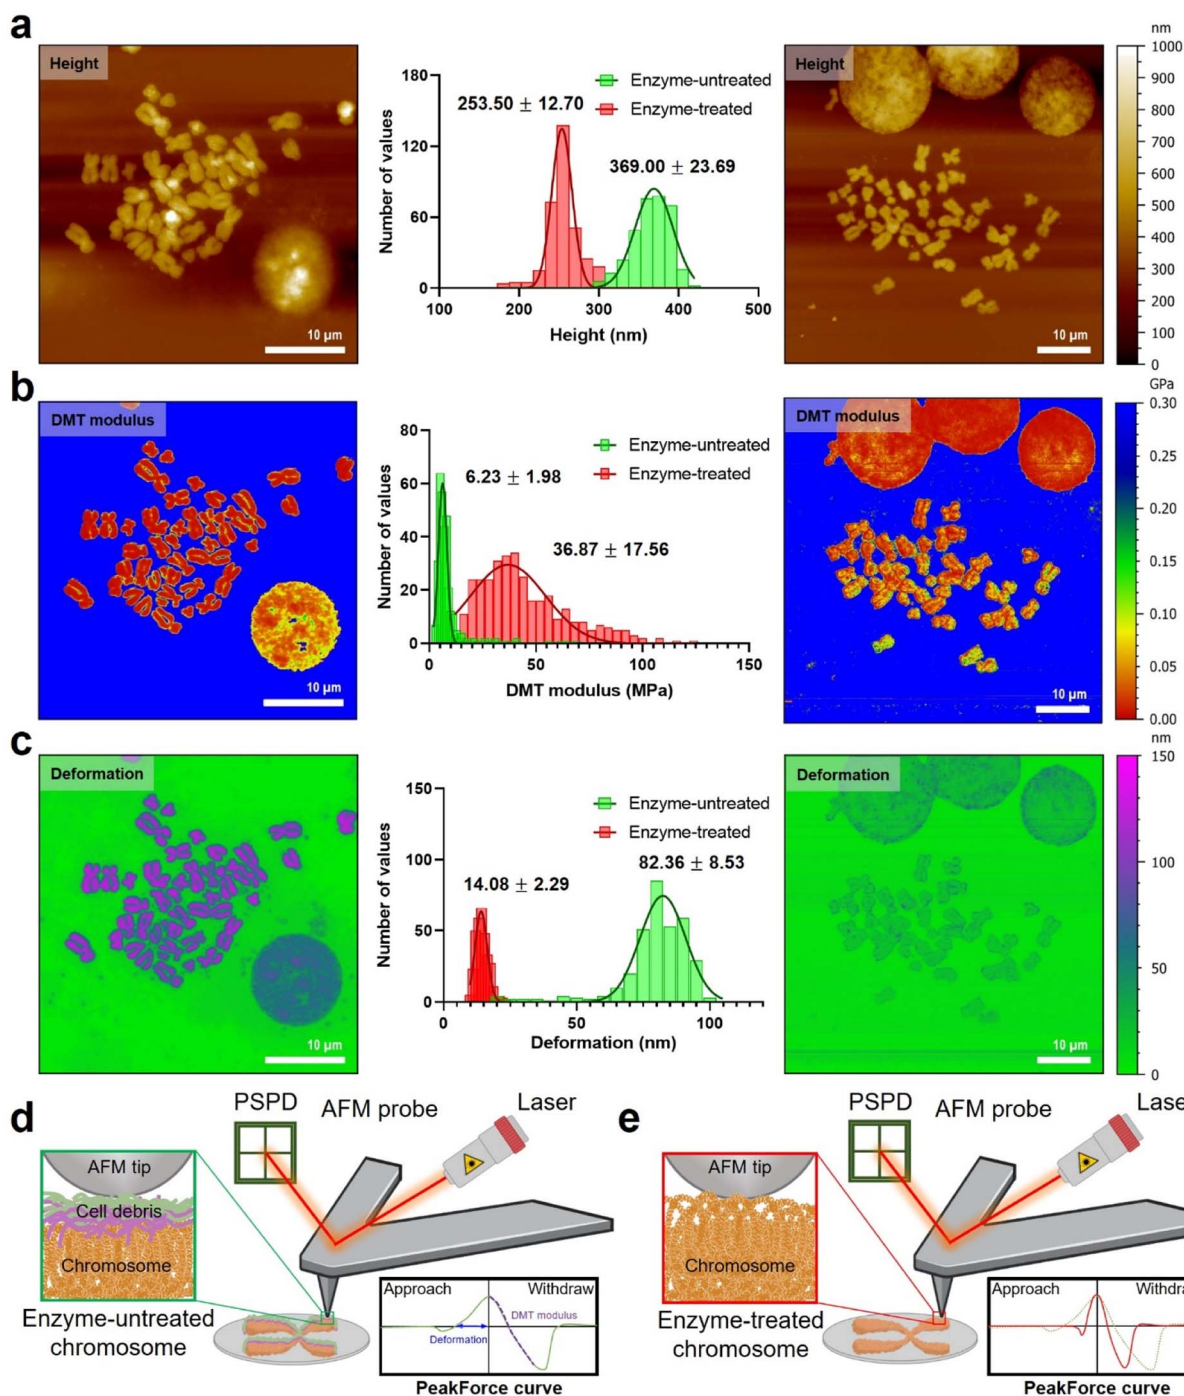 a
Height
Number of values
180
120
60
0
253.50 ± 12.70
Enzyme-untreated
Enzyme-treated
369.00 ± 23.69
100
200
300
400
500
Height (nm)
10 µm
Height
10 µm
nm
1000
900
800
700
600
500
400
300
200
100
0
b
DMT modulus
10 µm
Number of values
80
60
40
20
0
Enzyme-untreated
Enzyme-treated
6.23 ± 1.98
36.87 ± 17.56
0
50
100
150
DMT modulus (MPa)
DMT modulus
10 µm
GPa
0.30
0.25
0.20
0.15
0.10
0.05
0.00
c
Deformation
10 µm
Number of values
150
100
50
0
Enzyme-untreated
Enzyme-treated
14.08 ± 2.29
82.36 ± 8.53
0
50
100
Deformation (nm)
Deformation
10 µm
nm
150
100
50
0
d
PSPD
AFM probe
Laser
AFM tip
Cell debris
Chromosome
Enzyme-untreated
chromosome
Approach
Withdraw
DMT modulus
Deformation
PeakForce curve
e
PSPD
AFM probe
Lase
AFM tip
Chromosome
Enzyme-treated
chromosome
Approach
Withdra
PeakForce curve